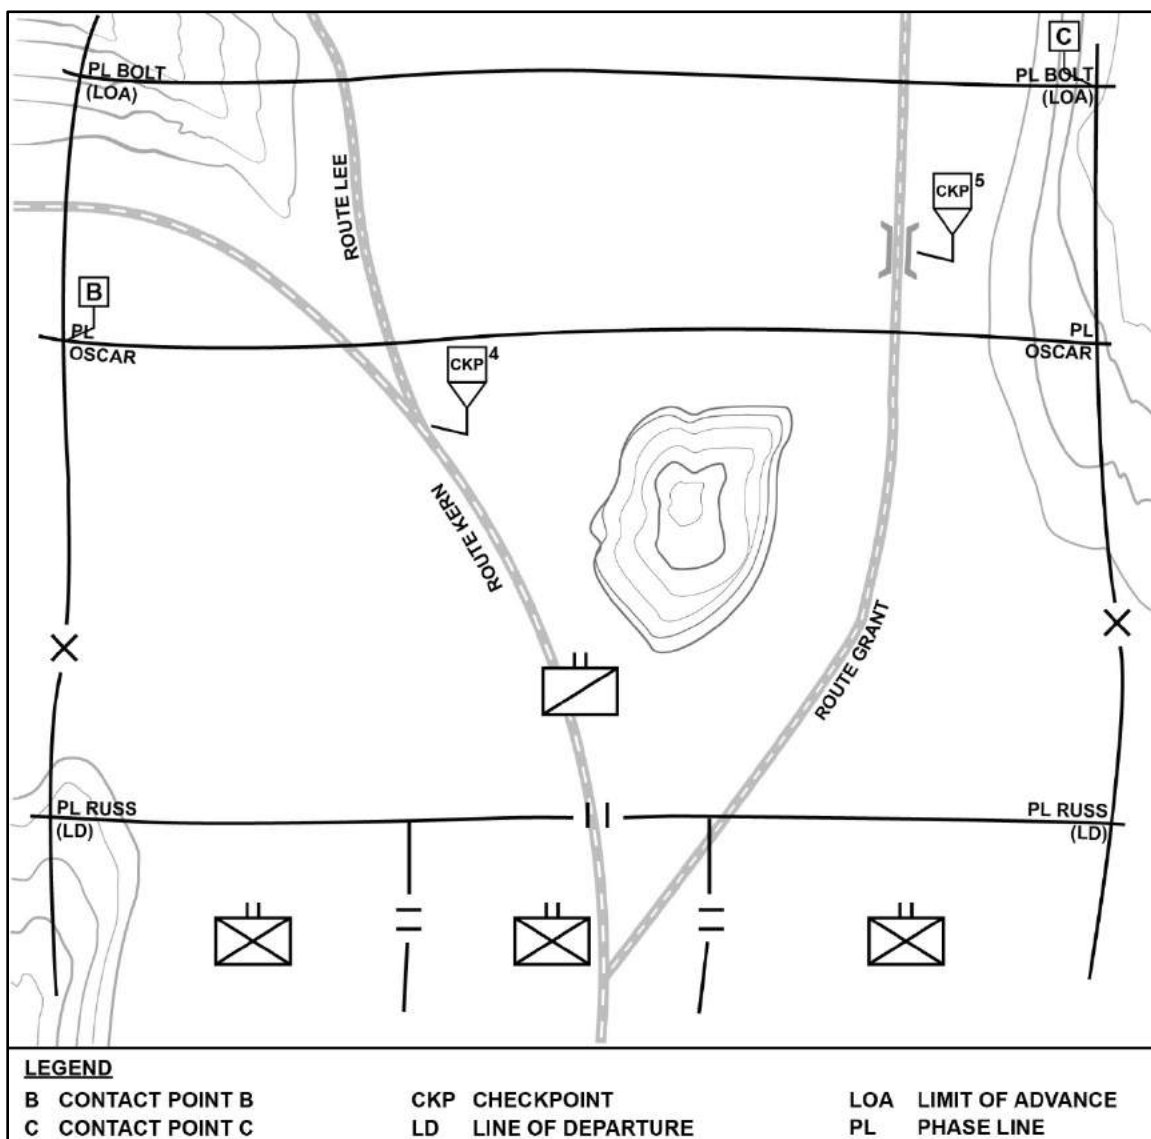 C
PL BOLT
(LOA)
PL BOLT
(LOA)
ROUTE LEE
CKP 5
B
PL
OSCAR
PL
OSCAR
CKP 4
ROUTE KERN
ROUTE GRANT
PL RUSS
(LD)
PL RUSS
(LD)
LEGEND
B CONTACT POINT B
CKP CHECKPOINT
LOA LIMIT OF ADVANCE
C CONTACT POINT C
LD LINE OF DEPARTURE
PL PHASE LINE